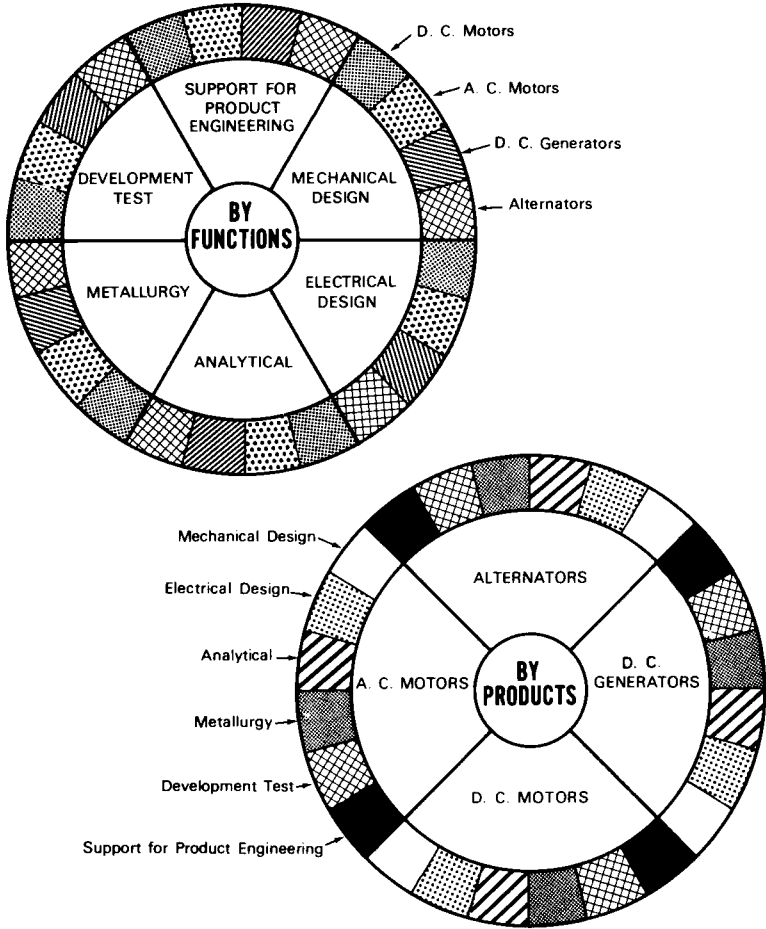 D. C. Motors
A. C. Motors
D. C. Generators
Alternators
SUPPORT FOR
PRODUCT
ENGINEERING
MECHANICAL
DESIGN
ELECTRICAL
DESIGN
ANALYTICAL
METALLURGY
DEVELOPMENT
TEST
BY
FUNCTIONS
Mechanical Design
Electrical Design
Analytical
Metallurgy
Development Test
Support for Product Engineering
ALTERNATORS
D. C.
GENERATORS
D. C. MOTORS
A. C. MOTORS
BY
PRODUCTS